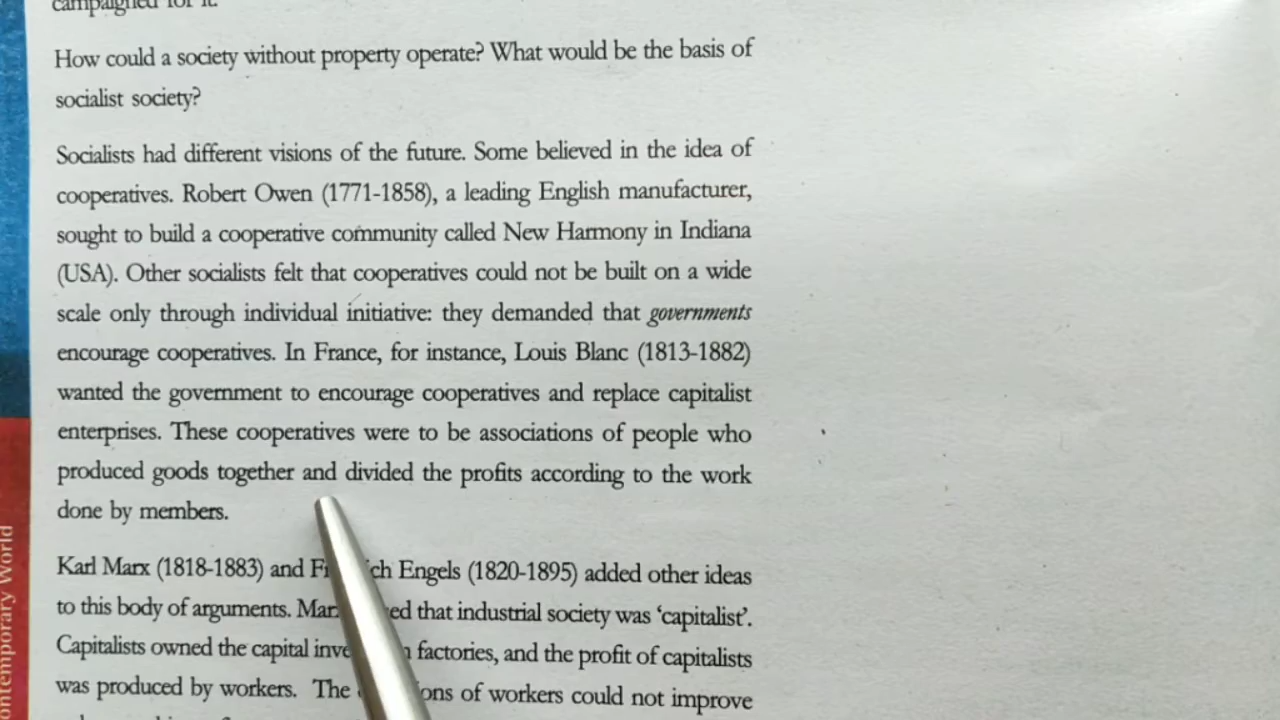 campaigned for it.
How could a society without property operate? What would be the basis of
socialist society?
Socialists had different visions of the future. Some believed in the idea of
cooperatives. Robert Owen (1771-1858), a leading English manufacturer,
sought to build a cooperative community called New Harmony in Indiana
(USA). Other socialists felt that cooperatives could not be built on a wide
scale only through individual initiative: they demanded that governments
encourage cooperatives. In France, for instance, Louis Blanc (1813-1882)
wanted the government to encourage cooperatives and replace capitalist
enterprises. These cooperatives were to be associations of people who
produced goods together and divided the profits according to the work
done by members.
Karl Marx (1818-1883) and Engels (1820-1895) added other ideas
to this body of arguments. that industrial society was ‘capitalist’.
Capitalists owned the capital factories, and the profit of capitalists
was produced by workers. The of workers could not improve
World